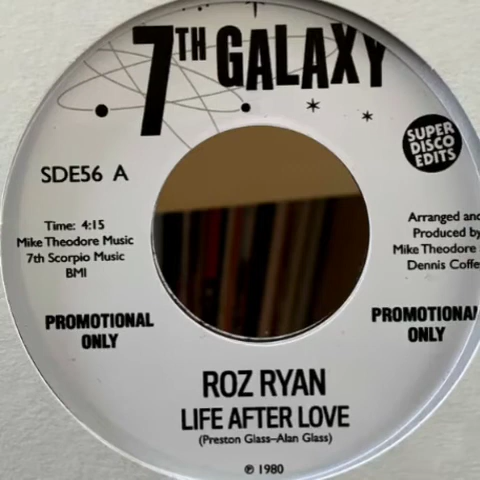 7TH GALAXY
SUPER
DISCO
EDITS
SDE56 A
Time: 4:15
Mike Theodore Music
7th Scorpio Music
BMI
Arranged and
Produced by
Mike Theodore
Dennis Coffe
PROMOTIONAL
ONLY
PROMOTIONAL
ONLY
ROZ RYAN
LIFE AFTER LOVE
(Preston Glass–Alan Glass)
℗ 1980